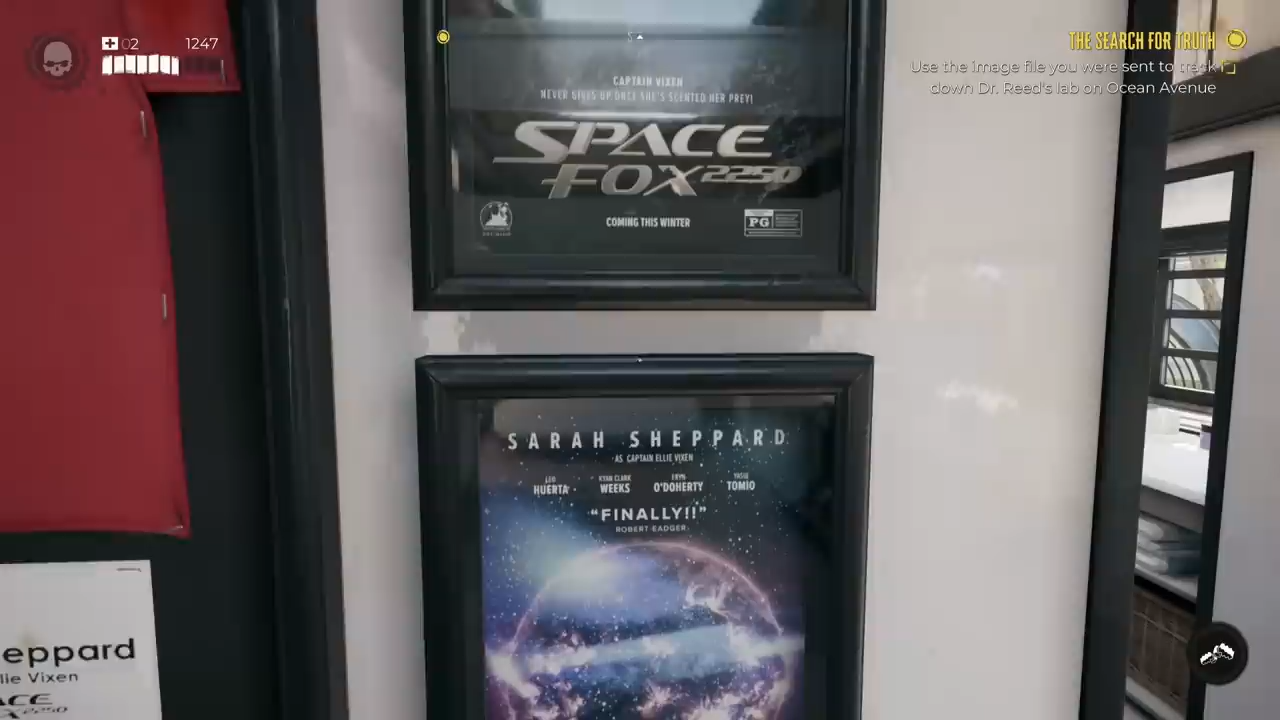 02 1247
S
THE SEARCH FOR TRUTH
Use the image file you were sent to track
down Dr. Reed's lab on Ocean Avenue
CAPTAIN VIXEN
NEVER GIVES UP ONCE SHE'S SCENTED HER PREY!
SPACE
FOX 2250
COMING THIS WINTER
PG
SARAH SHEPPARD
AS CAPTAIN ELLIE VIXEN
LEO RYAN CLARK ERYN
HUERTA WEEKS O'DOHERTY TOMIO
"FINALLY!!"
ROBERT EADGER
eppard
llie Vixen
ACE
X 2250